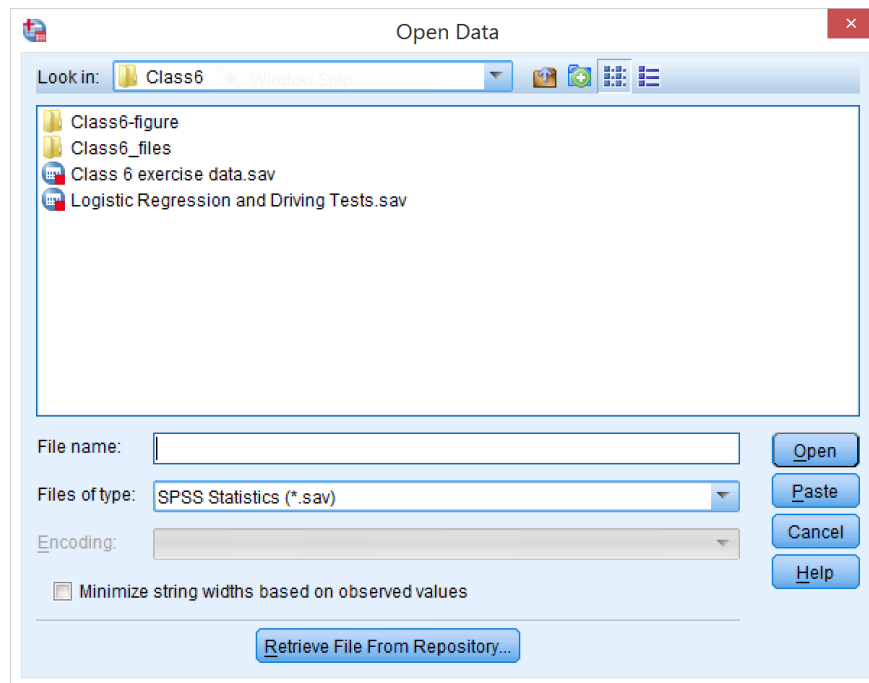 Open Data
Look in: Class6 Window Snip
Class6-figure
Class6_files
Class 6 exercise data.sav
Logistic Regression and Driving Tests.sav
File name:
Open
Files of type: SPSS Statistics (*.sav)
Paste
Encoding:
Cancel
Help
Minimize string widths based on observed values
Retrieve File From Repository...